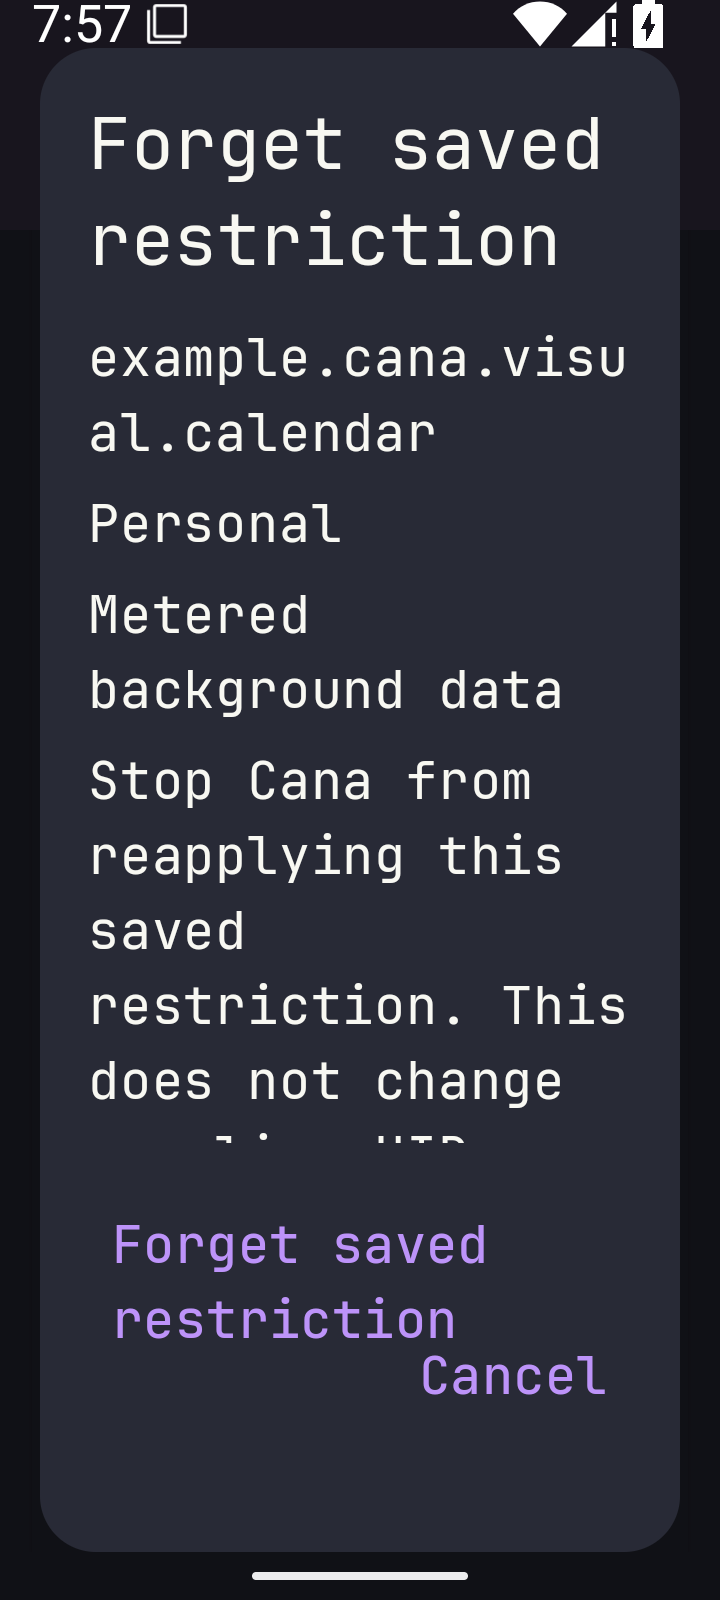 7:57
Forget saved
restriction
example.cana.visu
al.calendar
Personal
Metered
background data
Stop Cana from
reapplying this
saved
restriction. This
does not change
Forget saved
restriction
Cancel